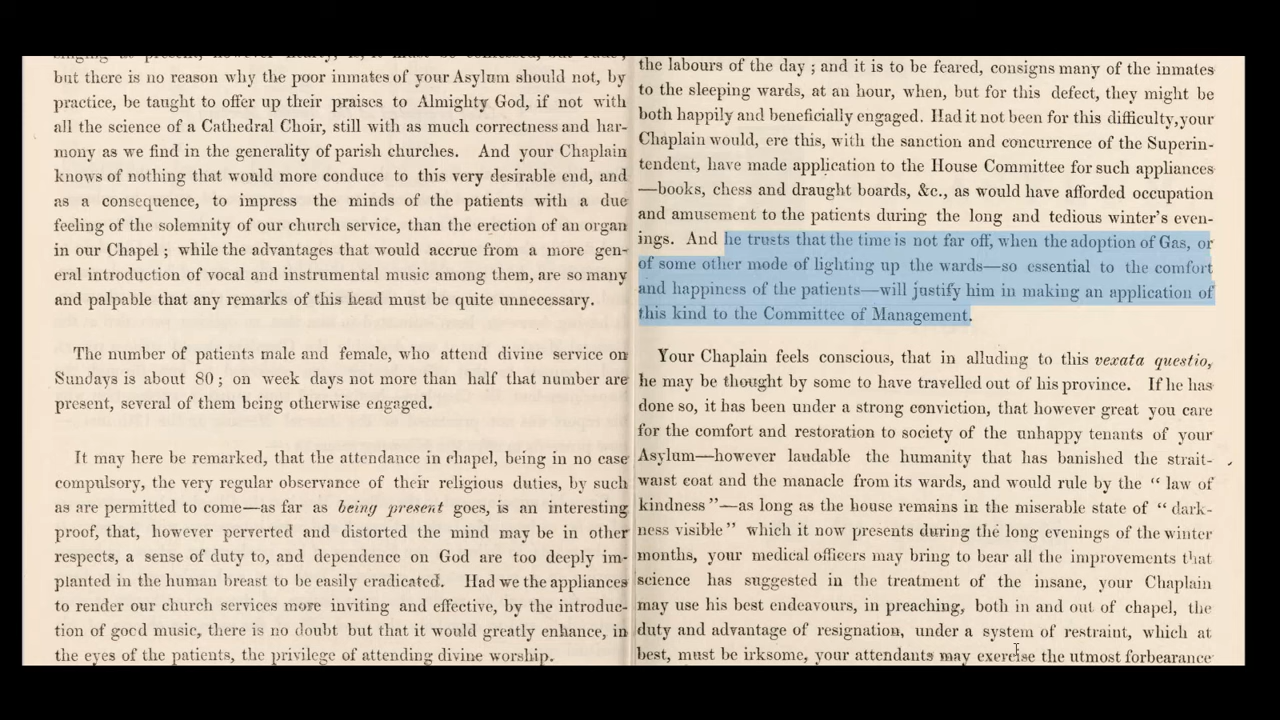 but there is no reason why the poor inmates of your Asylum should not, by
practice, be taught to offer up their praises to Almighty God, if not with
all the science of a Cathedral Choir, still with as much correctness and har-
mony as we find in the generality of parish churches. And your Chaplain
knows of nothing that would more conduce to this very desirable end, and
as a consequence, to impress the minds of the patients with a due
feeling of the solemnity of our church service, than the erection of an organ
in our Chapel ; while the advantages that would accrue from a more gen-
eral introduction of vocal and instrumental music among them, are so many
and palpable that any remarks of this head must be quite unnecessary.
The number of patients male and female, who attend divine service on
Sundays is about 80 ; on week days not more than half that number are
present, several of them being otherwise engaged.
It may here be remarked, that the attendance in chapel, being in no case
compulsory, the very regular observance of their religious duties, by such
as are permitted to come—as far as being present goes, is an interesting
proof, that, however perverted and distorted the mind may be in other
respects, a sense of duty to, and dependence on God are too deeply im-
planted in the human breast to be easily eradicated. Had we the appliances
to render our church services more inviting and effective, by the introduc-
tion of good music, there is no doubt but that it would greatly enhance, in
the eyes of the patients, the privilege of attending divine worship.
the labours of the day ; and it is to be feared, consigns many of the inmates
to the sleeping wards, at an hour, when, but for this defect, they might be
both happily and beneficially engaged. Had it not been for this difficulty, your
Chaplain would, ere this, with the sanction and concurrence of the Superin-
tendent, have made application to the House Committee for such appliances
—books, chess and draught boards, &c., as would have afforded occupation
and amusement to the patients during the long and tedious winter's even-
ings. And he trusts that the time is not far off, when the adoption of Gas, or
of some other mode of lighting up the wards—so essential to the comfort
and happiness of the patients—will justify him in making an application of
this kind to the Committee of Management.
Your Chaplain feels conscious, that in alluding to this vexata questio,
he may be thought by some to have travelled out of his province. If he has
done so, it has been under a strong conviction, that however great you care
for the comfort and restoration to society of the unhappy tenants of your
Asylum—however laudable the humanity that has banished the strait-
waist coat and the manacle from its wards, and would rule by the “ law of
kindness ”—as long as the house remains in the miserable state of “ dark-
ness visible ” which it now presents during the long evenings of the winter
months, your medical officers may bring to bear all the improvements that
science has suggested in the treatment of the insane, your Chaplain
may use his best endeavours, in preaching, both in and out of chapel, the
duty and advantage of resignation, under a system of restraint, which at
best, must be irksome, your attendants may exercise the utmost forbearance